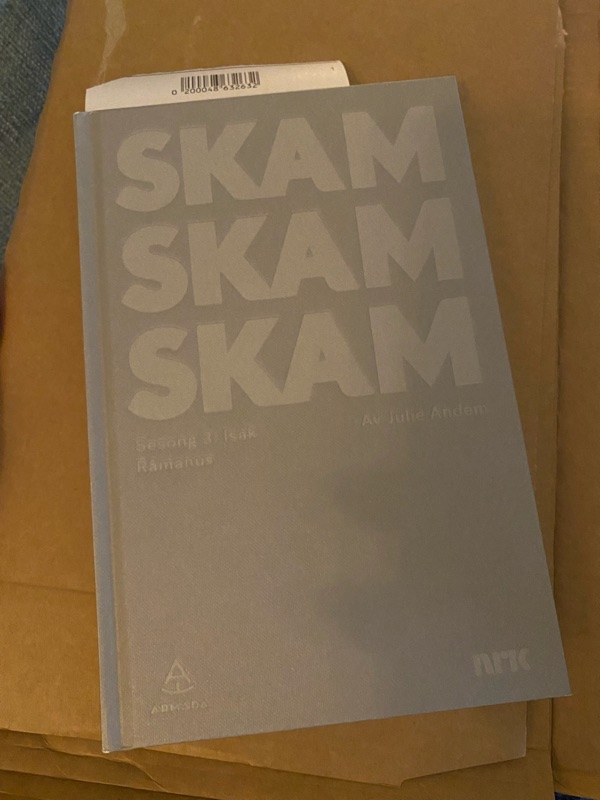 0 200048 632632
SKAM
SKAM
SKAM
Sesong 3: Isak
Av Julie Andem
Råmanus
ARMADA
nrk